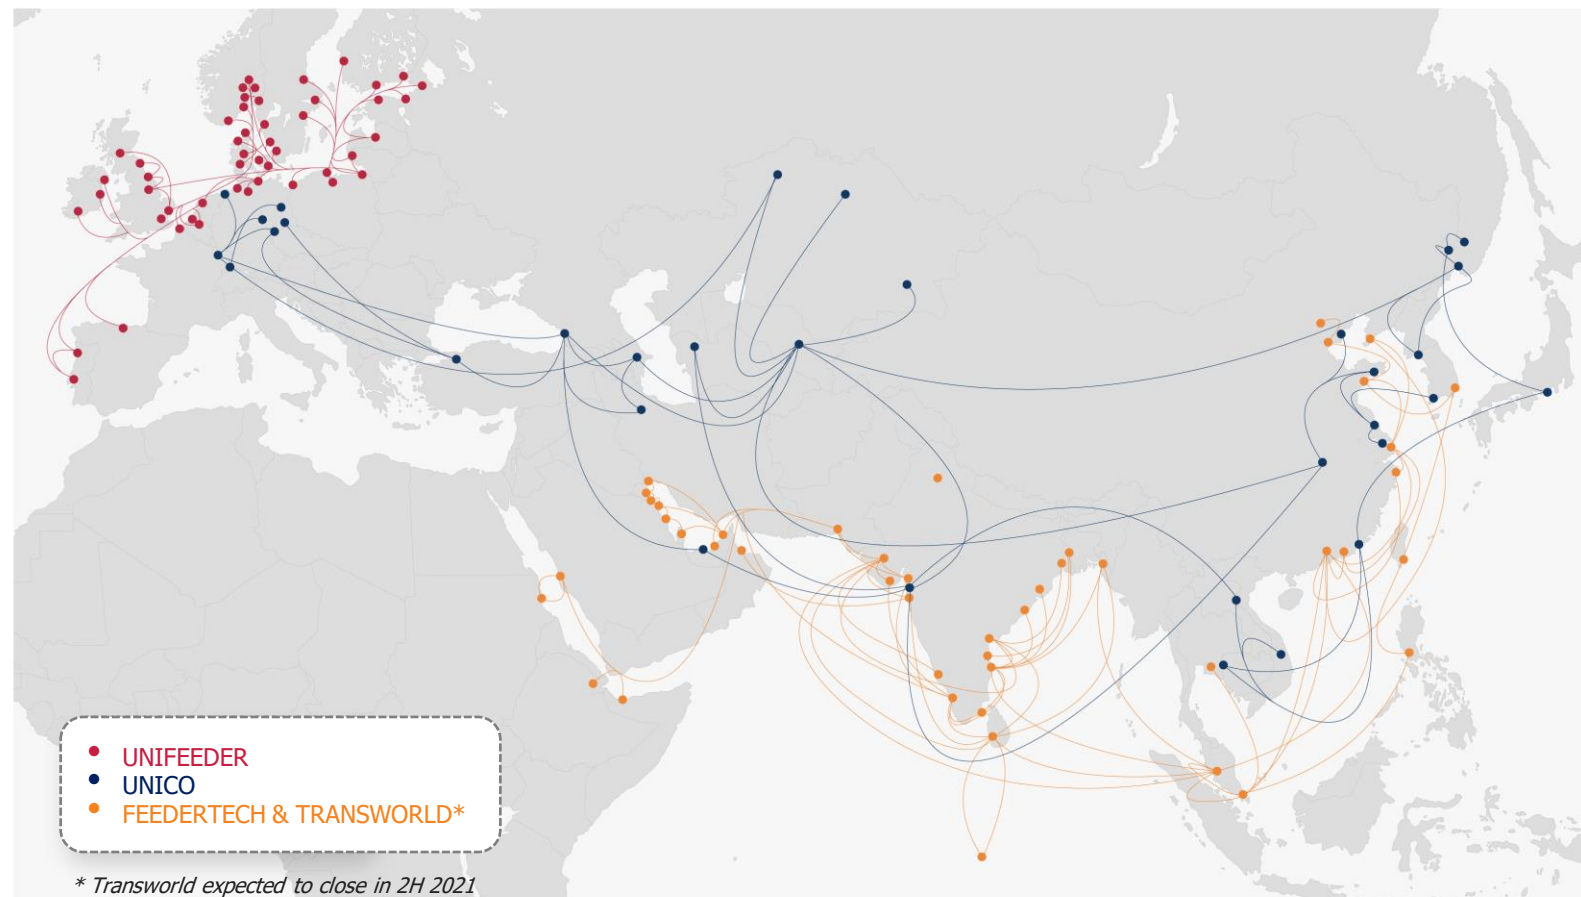 UNIFEEDER
UNICO
FEEDERTECH & TRANSWORLD*
* Transworld expected to close in 2H 2021